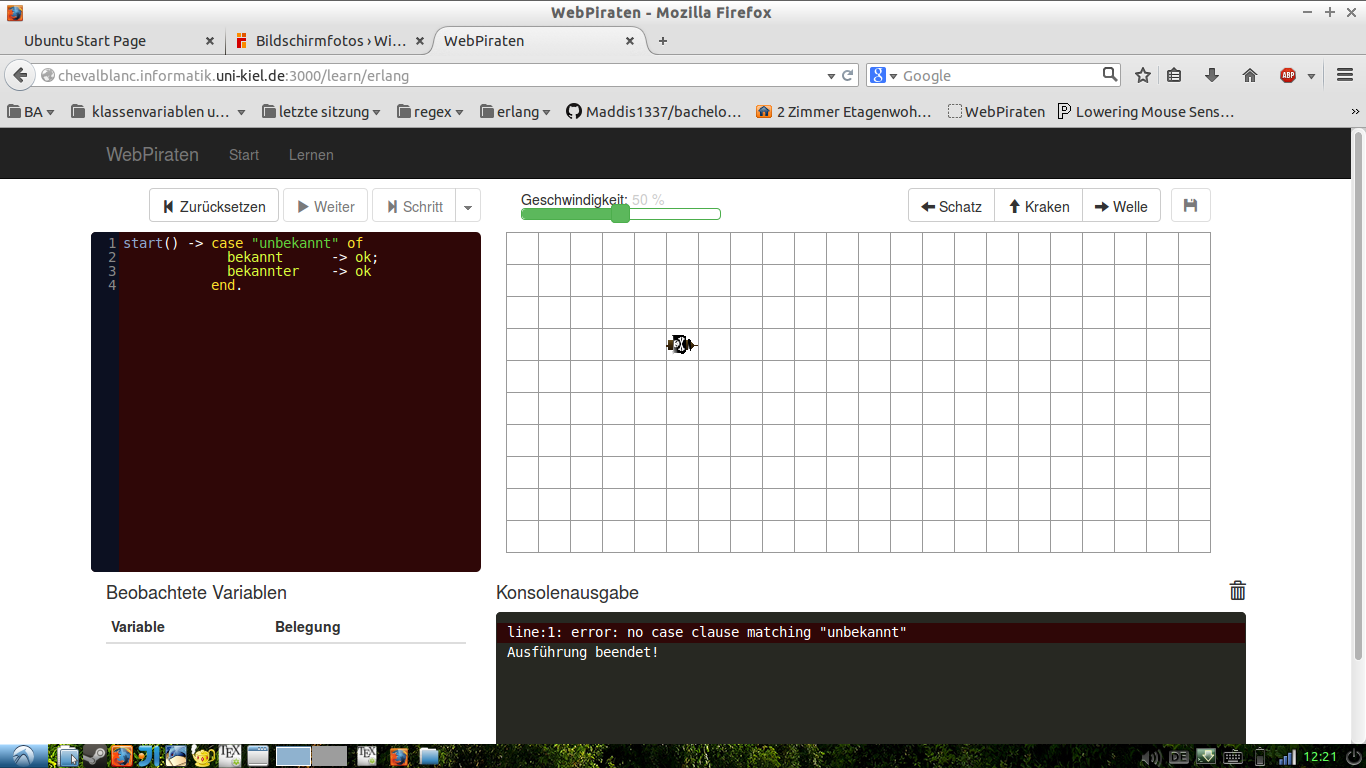 WebPiraten - Mozilla Firefox
Ubuntu Start Page
Bildschirmfotos › Wi…
WebPiraten
chevalblanc.informatik.uni-kiel.de:3000/learn/erlang
Google
BA klassenvariablen u… letzte sitzung regex erlang Maddis1337/bachelo… 2 Zimmer Etagenwoh… WebPiraten Lowering Mouse Sens… »
WebPiraten Start Lernen
Zurücksetzen Weiter Schritt
Geschwindigkeit: 50 %
Schatz Kraken Welle
1 start() -> case "unbekannt" of
2 bekannt -> ok;
3 bekannter -> ok
4 end.
Beobachtete Variablen
Variable Belegung
Konsolenausgabe
line:1: error: no case clause matching "unbekannt"
Ausführung beendet!
DE 12:21